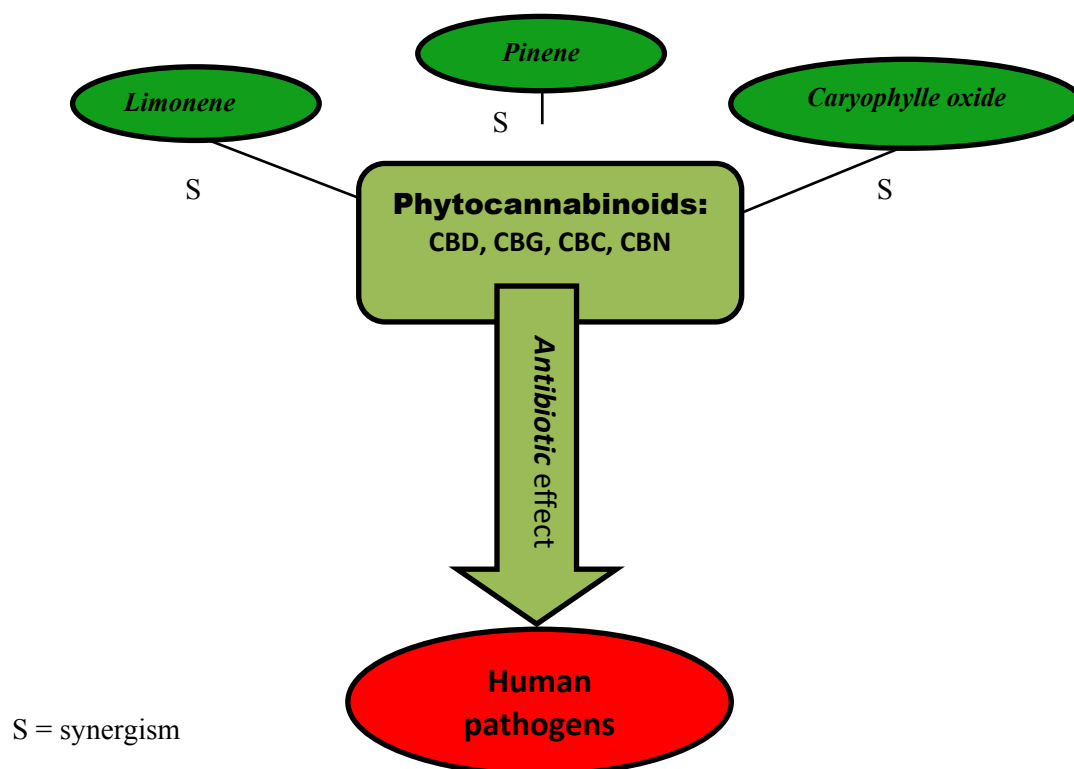 Pinene
Limonene
Caryophylle oxide
S
S
S
Phytocannabinoids:
CBD, CBG, CBC, CBN
Antibiotic effect
Human
pathogens
S = synergism